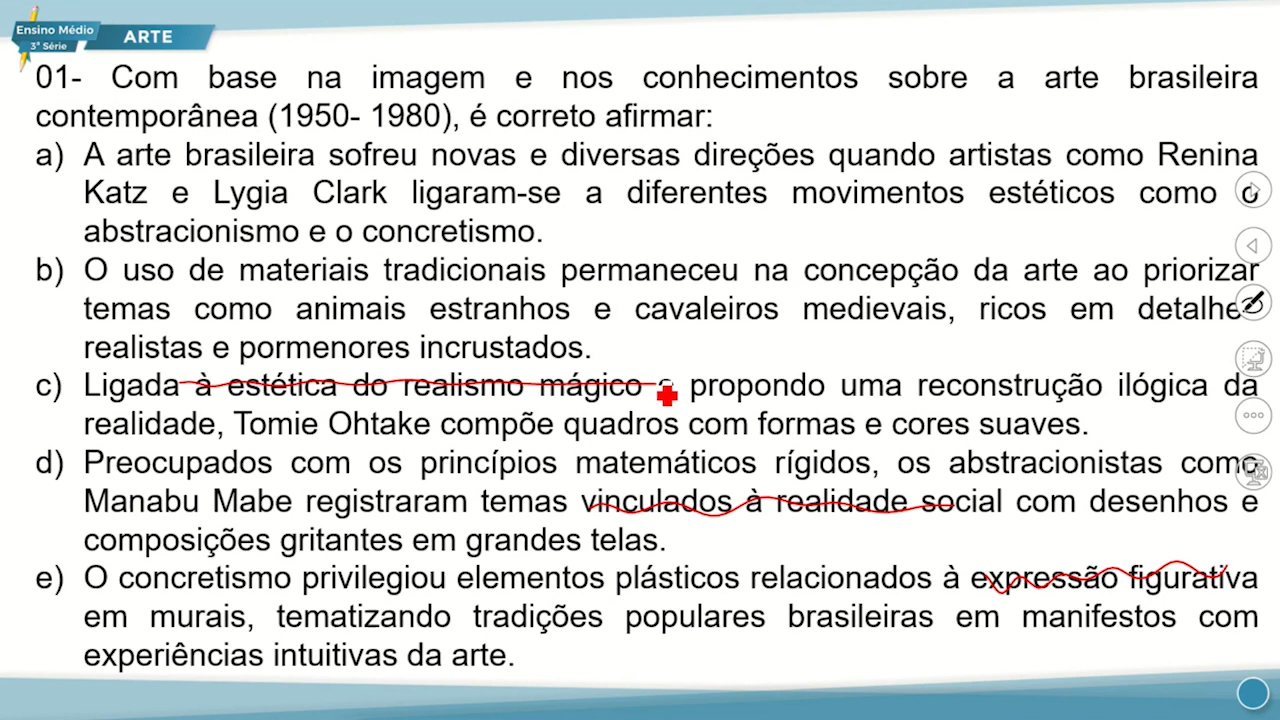 Ensino Médio
3ª Série
ARTE
01- Com base na imagem e nos conhecimentos sobre a arte brasileira
contemporânea (1950- 1980), é correto afirmar:
a) A arte brasileira sofreu novas e diversas direções quando artistas como Renina
Katz e Lygia Clark ligaram-se a diferentes movimentos estéticos como o
abstracionismo e o concretismo.
b) O uso de materiais tradicionais permaneceu na concepção da arte ao priorizar
temas como animais estranhos e cavaleiros medievais, ricos em detalhes
realistas e pormenores incrustados.
c) Ligada à estética do realismo mágico e propondo uma reconstrução ilógica da
realidade, Tomie Ohtake compõe quadros com formas e cores suaves.
d) Preocupados com os princípios matemáticos rígidos, os abstracionistas como
Manabu Mabe registraram temas vinculados à realidade social com desenhos e
composições gritantes em grandes telas.
e) O concretismo privilegiou elementos plásticos relacionados à expressão figurativa
em murais, tematizando tradições populares brasileiras em manifestos com
experiências intuitivas da arte.